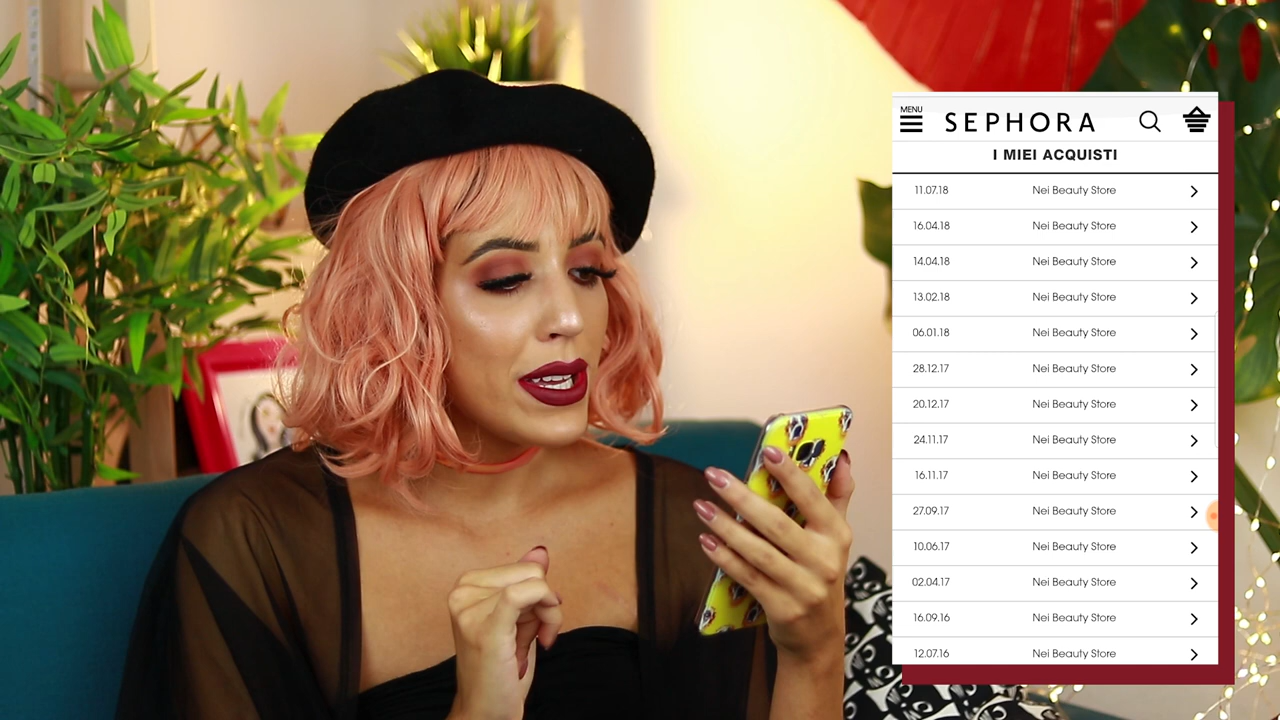 MENU
SEPHORA
I MIEI ACQUISTI
11.07.18 Nei Beauty Store
16.04.18 Nei Beauty Store
14.04.18 Nei Beauty Store
13.02.18 Nei Beauty Store
06.01.18 Nei Beauty Store
28.12.17 Nei Beauty Store
20.12.17 Nei Beauty Store
24.11.17 Nei Beauty Store
16.11.17 Nei Beauty Store
27.09.17 Nei Beauty Store
10.06.17 Nei Beauty Store
02.04.17 Nei Beauty Store
16.09.16 Nei Beauty Store
12.07.16 Nei Beauty Store